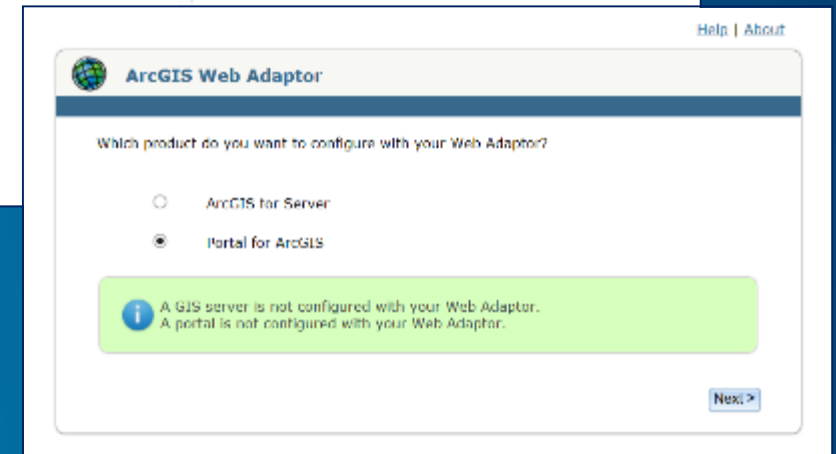 Help | About
ArcGIS Web Adaptor
Which product do you want to configure with your Web Adaptor?
ArcGIS for Server
Portal for ArcGIS
A GIS server is not configured with your Web Adaptor.
A portal is not configured with your Web Adaptor.
Next >